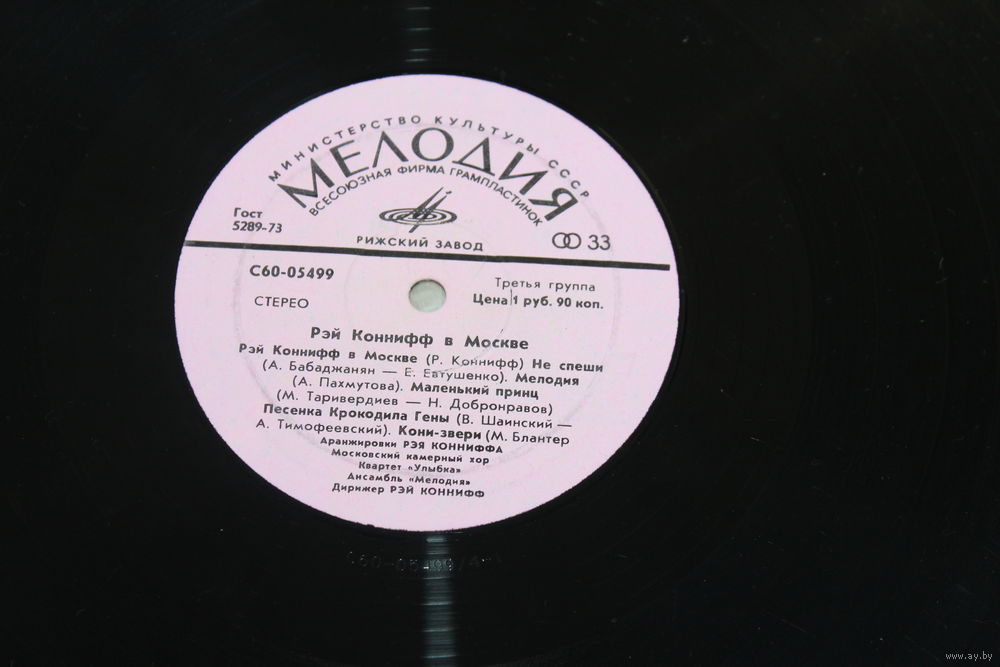 МИНИСТЕРСТВО КУЛЬТУРЫ СССР
МЕЛОДИЯ
ВСЕСОЮЗНАЯ ФИРМА ГРАМПЛАСТИНОК
Гост
5289-73
РИЖСКИЙ ЗАВОД
33
С60-05499
Третья группа
СТЕРЕО
Цена 1 руб. 90 коп.
Рэй Коннифф в Москве
Рэй Коннифф в Москве (Р. Коннифф) Не спеши
(А. Бабаджанян — Е. Евтушенко). Мелодия
(А. Пахмутова). Маленький принц
(М. Таривердиев — Н. Добронравов)
Песенка Крокодила Гены (В. Шаинский —
А. Тимофеевский). Кони-звери (М. Блантер
Аранжировки РЭЯ КОННИФФА
Московский камерный хор
Квартет «Улыбка»
Ансамбль «Мелодия»
Дирижер РЭЙ КОННИФФ
www.ay.by